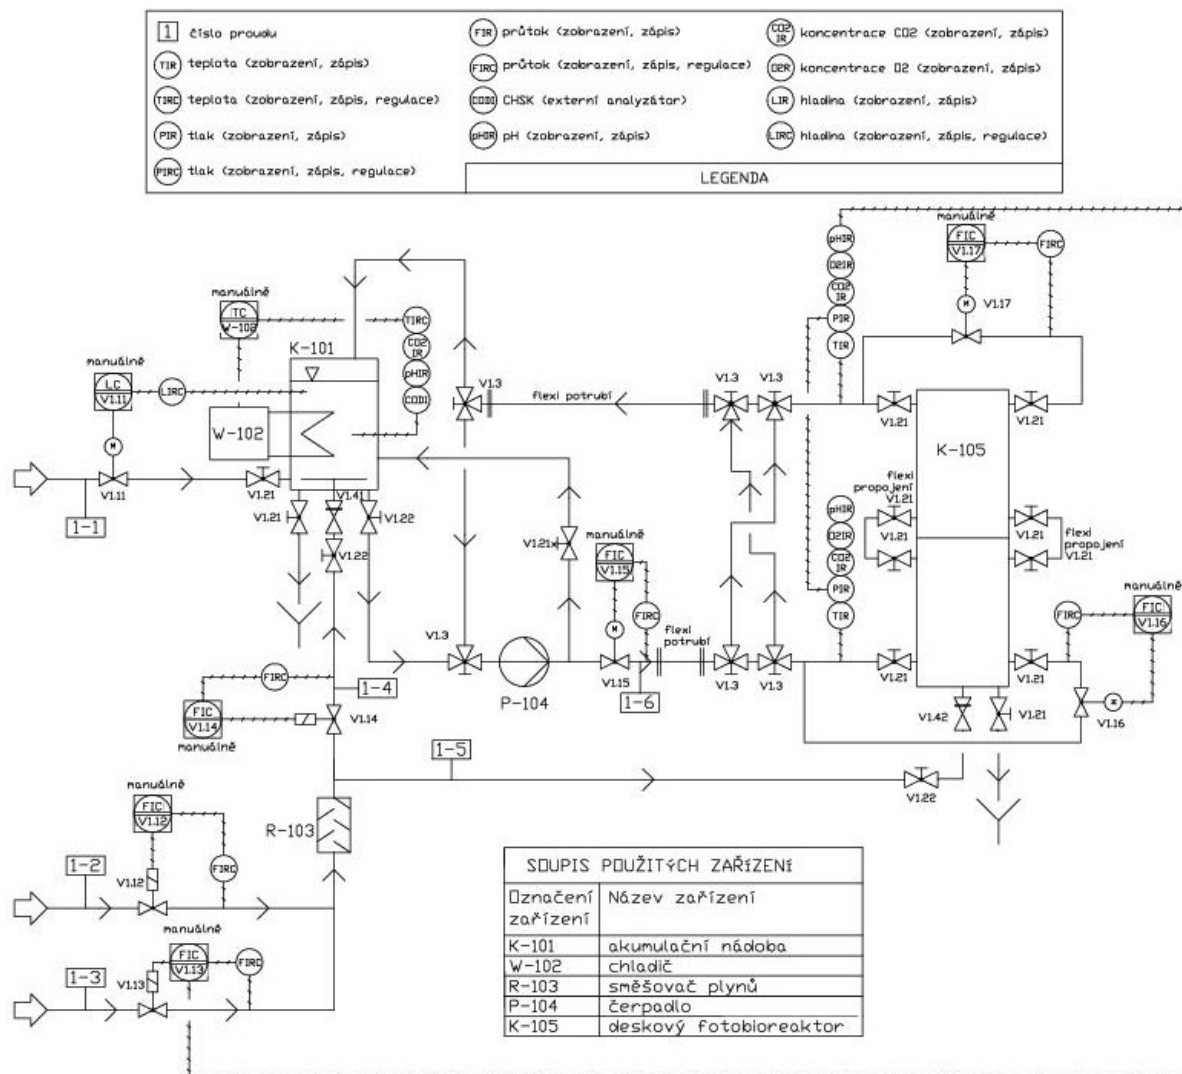 1 číslo proudu
TIR teplota (zobrazení, zápis)
TIRC teplota (zobrazení, zápis, regulace)
PIR tlak (zobrazení, zápis)
PIRC tlak (zobrazení, zápis, regulace)
FIR průtok (zobrazení, zápis)
FIRC průtok (zobrazení, zápis, regulace)
CODI CHSK (externí analyzátor)
pHIR pH (zobrazení, zápis)
CO2 IR koncentrace CO2 (zobrazení, zápis)
O2R koncentrace O2 (zobrazení, zápis)
LIR hladina (zobrazení, zápis)
LIRC hladina (zobrazení, zápis, regulace)
LEGENDA
manuálně
FIC
V1.17
FIRC
M
V1.17
pHIR
O2IR
CO2
IR
PIR
TIR
manuálně
TC
W-102
K-101
TIRC
CO2
IR
pHIR
CODI
manuálně
LC
V1.11
LIRC
M
W-102
V1.3
flexi potrubí
V1.3
V1.3
V1.21
V1.21
K-105
1-1
V1.11
V1.21
V1.21
V1.41
V1.22
V1.22
V1.21
manuálně
FIC
V1.15
FIRC
M
flexi
potrubí
flexi
propojení
V1.21
V1.21
V1.21
flexi
propojení
V1.21
pHIR
O2IR
CO2
IR
PIR
TIR
manuálně
FIC
V1.16
FIRC
V1.3
P-104
V1.15
1-6
V1.3
V1.3
V1.21
V1.21
V1.42
V1.21
V1.16
FIRC
1-4
FIC
V1.14
manuálně
V1.14
1-5
V1.22
manuálně
FIC
V1.12
R-103
FIRC
1-2
V1.12
manuálně
FIC
V1.13
FIRC
1-3
V1.13
SOUPIS POUŽITÝCH ZAŘÍZENÍ
Označení zařízení Název zařízení
K-101 akumulační nádoba
W-102 chladič
R-103 směšovač plynů
P-104 čerpadlo
K-105 deskový fotobioreaktor